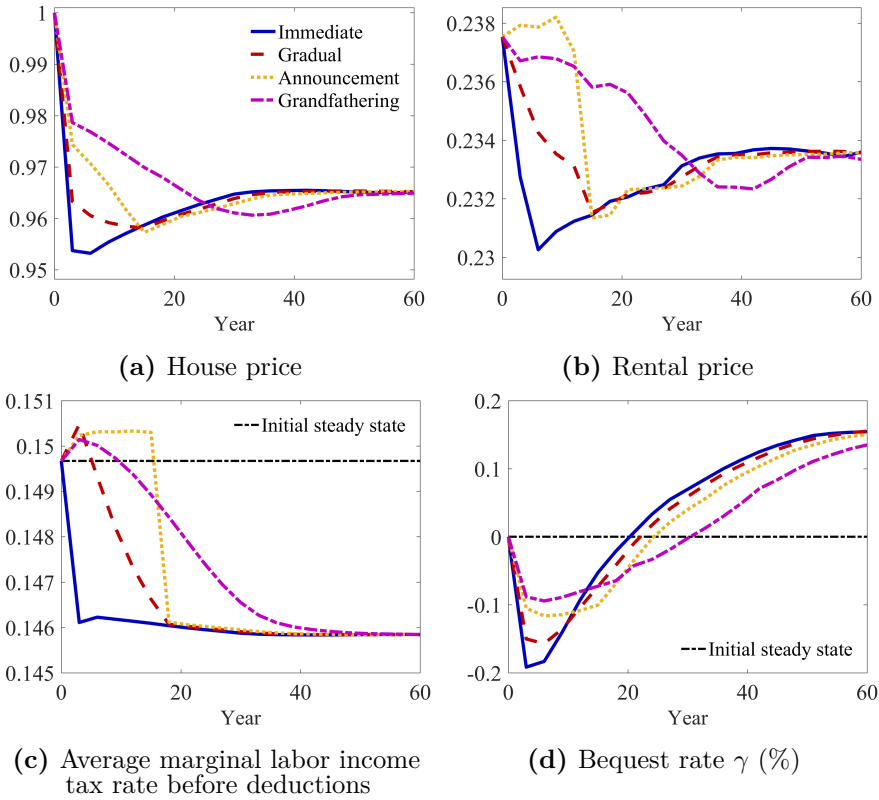 1
0.99
0.98
0.97
0.96
0.95
Immediate
Gradual
Announcement
Grandfathering
0
20
40
60
Year
(a) House price
0.238
0.236
0.234
0.232
0.23
0
20
40
60
Year
(b) Rental price
0.151
0.15
0.149
0.148
0.147
0.146
0.145
Initial steady state
0
20
40
60
Year
(c) Average marginal labor income
tax rate before deductions
0.2
0.1
0
-0.1
-0.2
Initial steady state
0
20
40
60
Year
(d) Bequest rate γ (%)